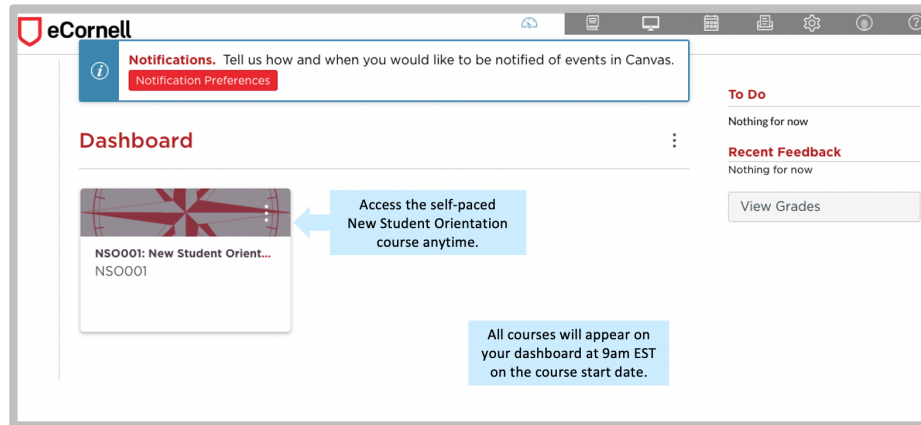 eCornell
Notifications. Tell us how and when you would like to be notified of events in Canvas.
Notification Preferences
Dashboard
NSO001: New Student Orient...
NSO001
Access the self-paced
New Student Orientation
course anytime.
All courses will appear on
your dashboard at 9am EST
on the course start date.
To Do
Nothing for now
Recent Feedback
Nothing for now
View Grades